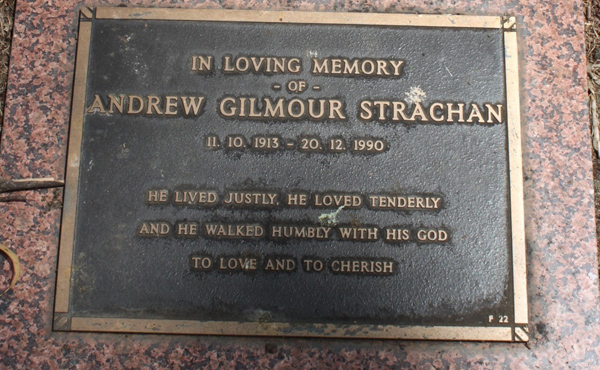 IN LOVING MEMORY
- OF -
ANDREW GILMOUR STRACHAN
11. 10. 1913 - 20. 12. 1990
HE LIVED JUSTLY, HE LOVED TENDERLY
AND HE WALKED HUMBLY WITH HIS GOD
TO LOVE AND TO CHERISH
F 22